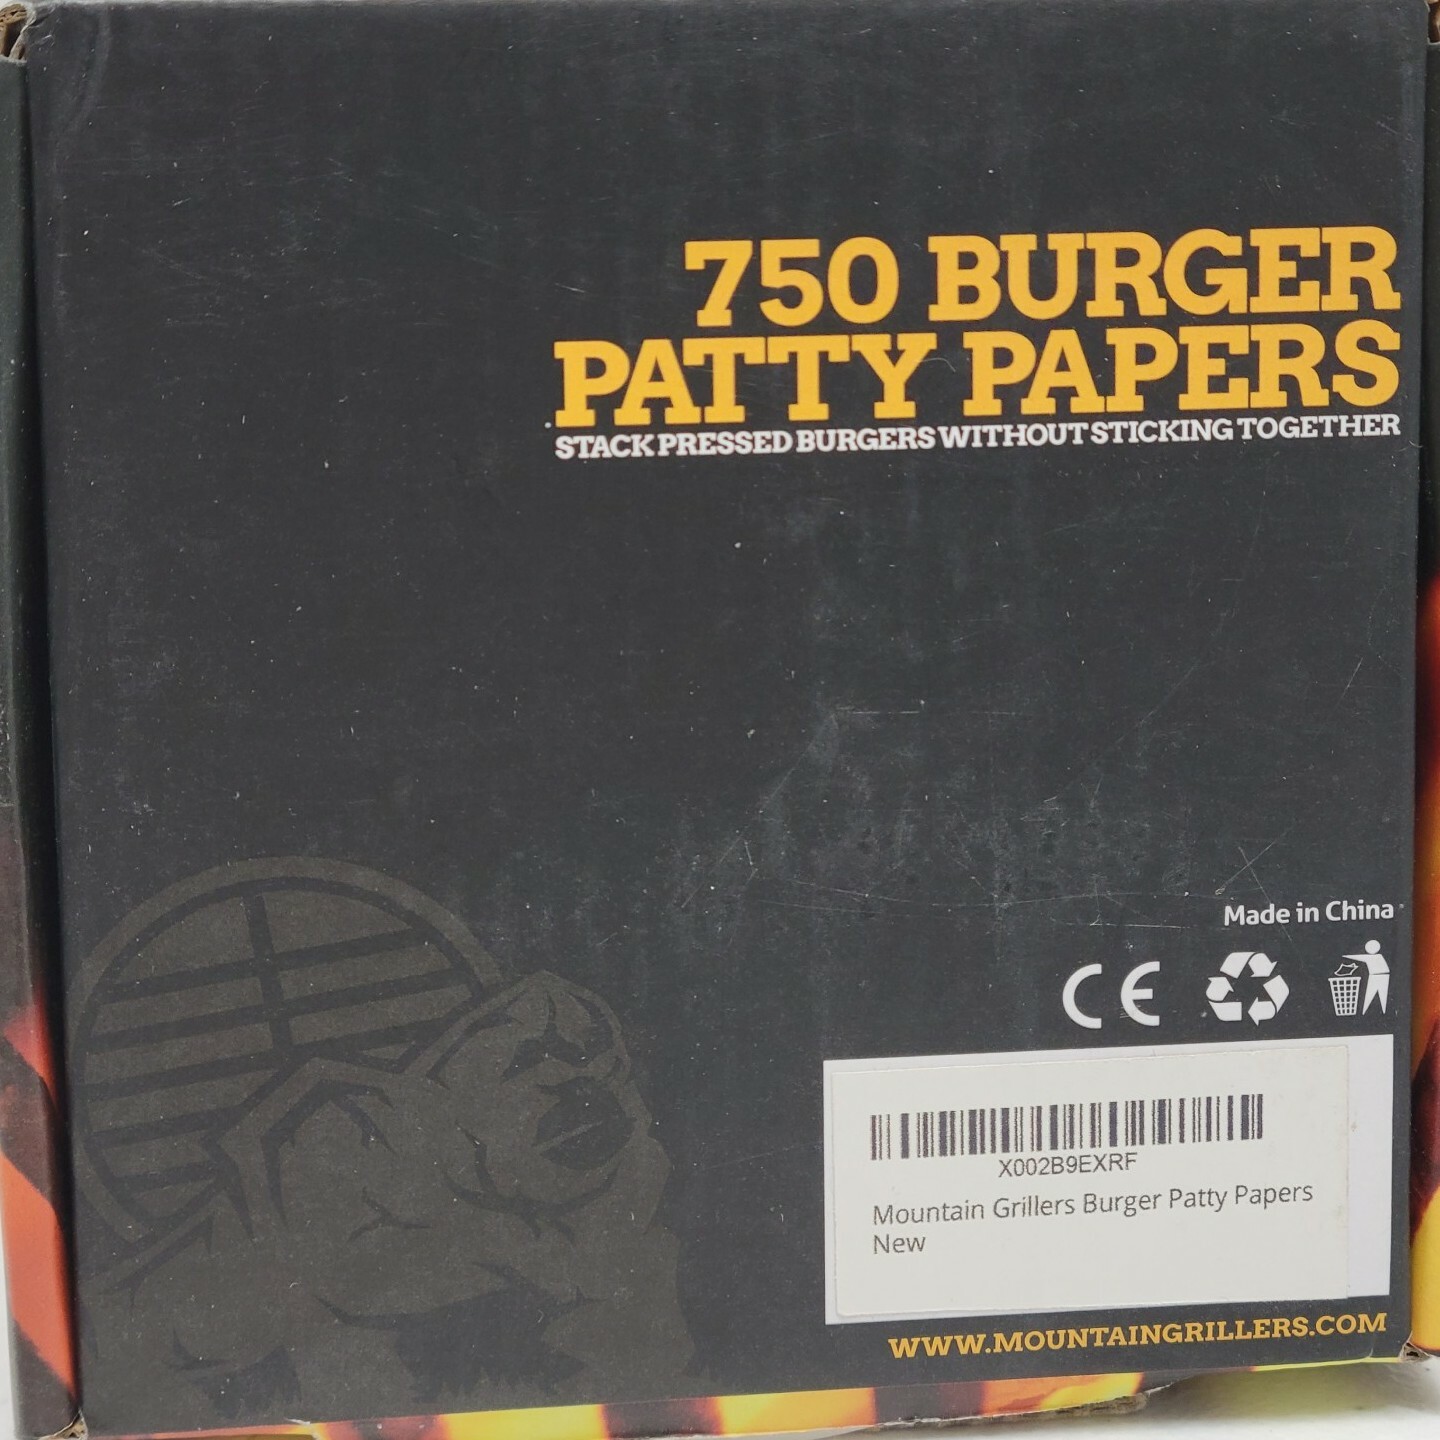 750 BURGER
PATTY PAPERS
STACK PRESSED BURGERS WITHOUT STICKING TOGETHER
Made in China
CE
X002B9EXRF
Mountain Grillers Burger Patty Papers
New
WWW.MOUNTAINGRILLERS.COM